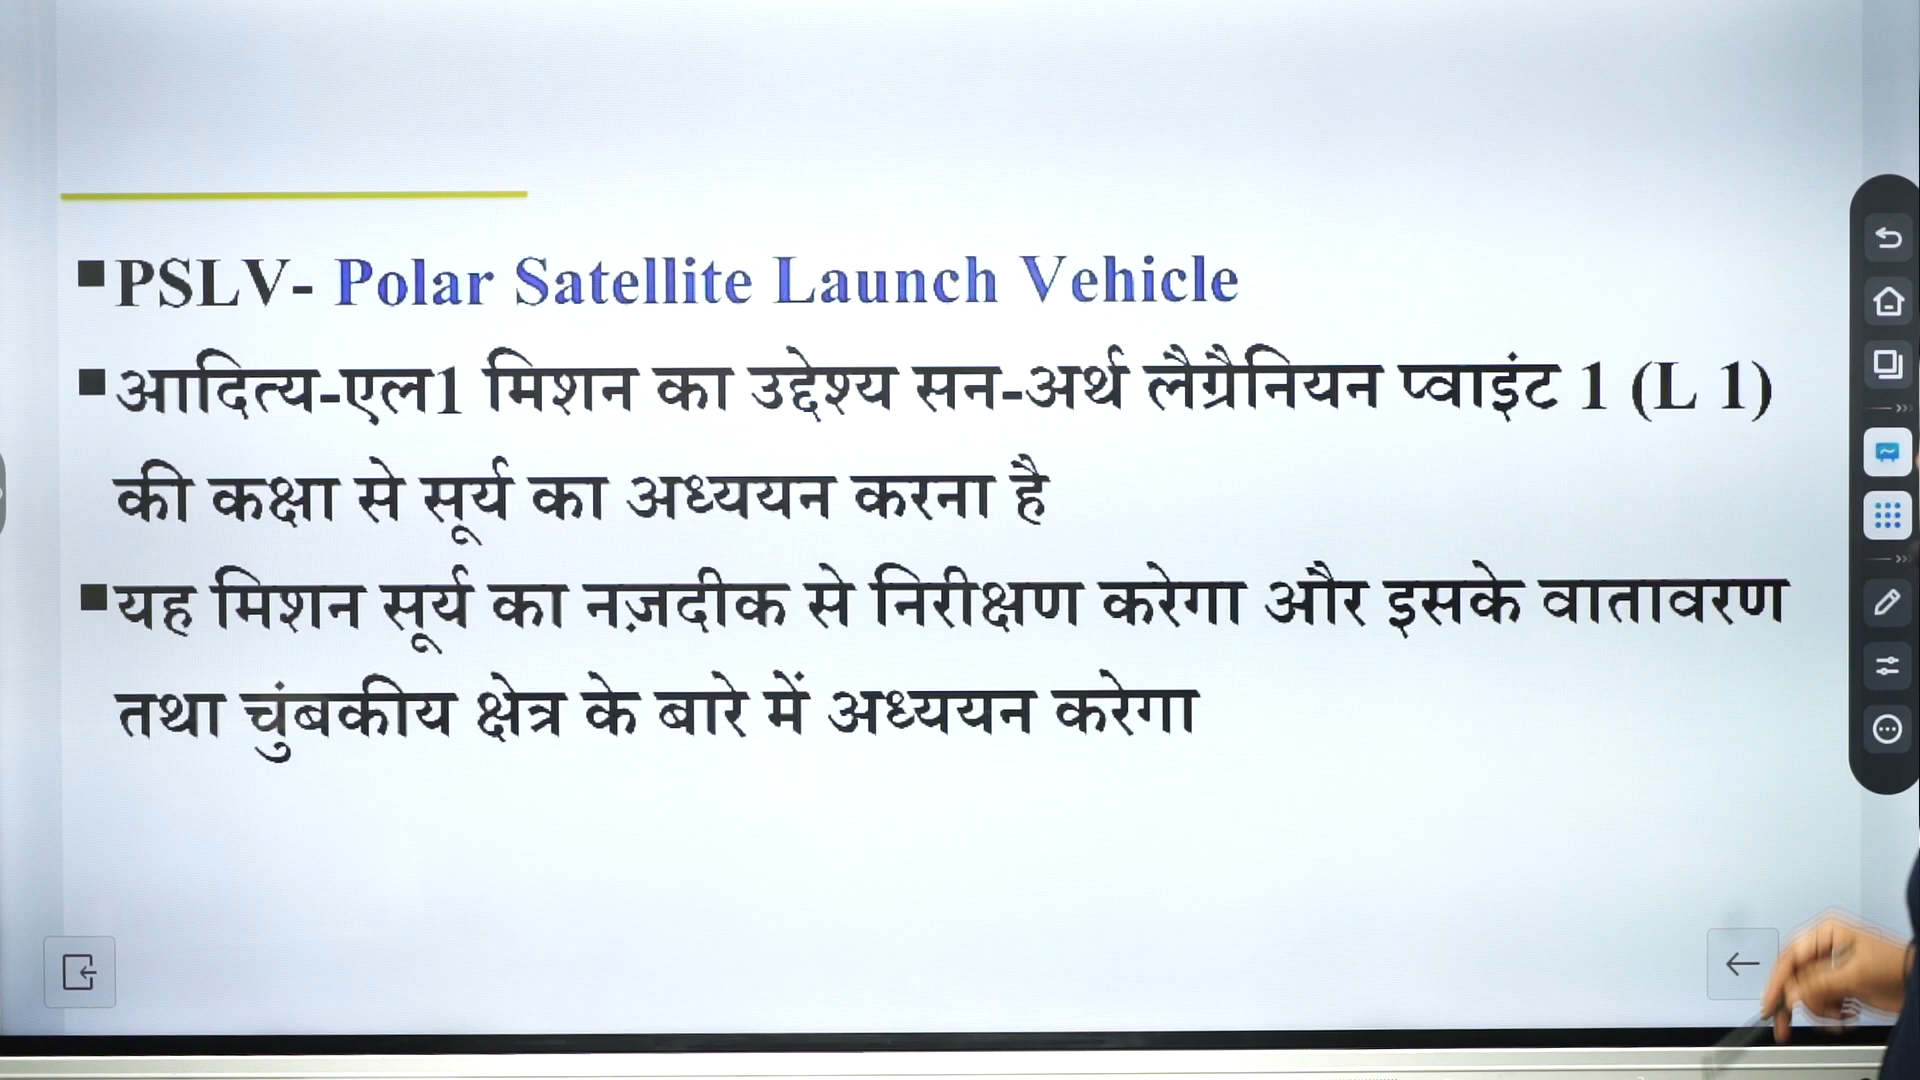 ▪PSLV- Polar Satellite Launch Vehicle
▪आदित्य-एल1 मिशन का उद्देश्य सन-अर्थ लैग्रैनियन प्वाइंट 1 (L 1)
की कक्षा से सूर्य का अध्ययन करना है
▪यह मिशन सूर्य का नज़दीक से निरीक्षण करेगा और इसके वातावरण
तथा चुंबकीय क्षेत्र के बारे में अध्ययन करेगा